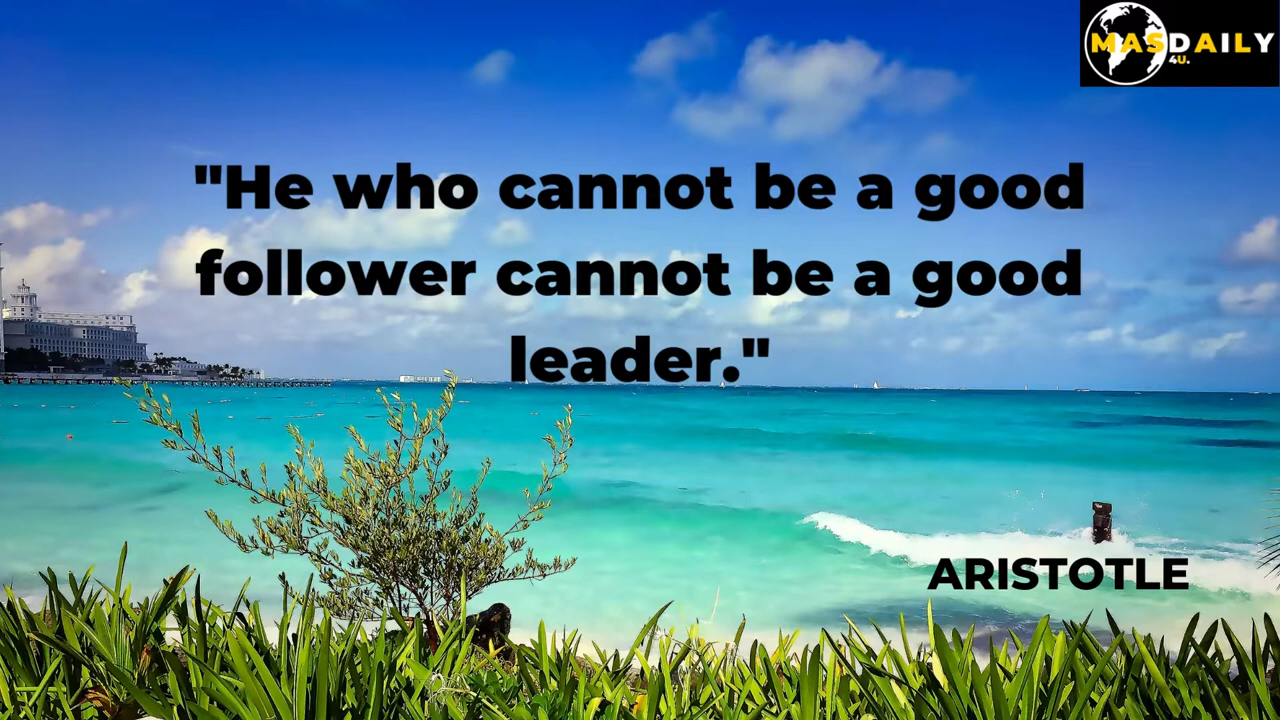 MASDAILY
4U.
"He who cannot be a good
follower cannot be a good
leader."
ARISTOTLE